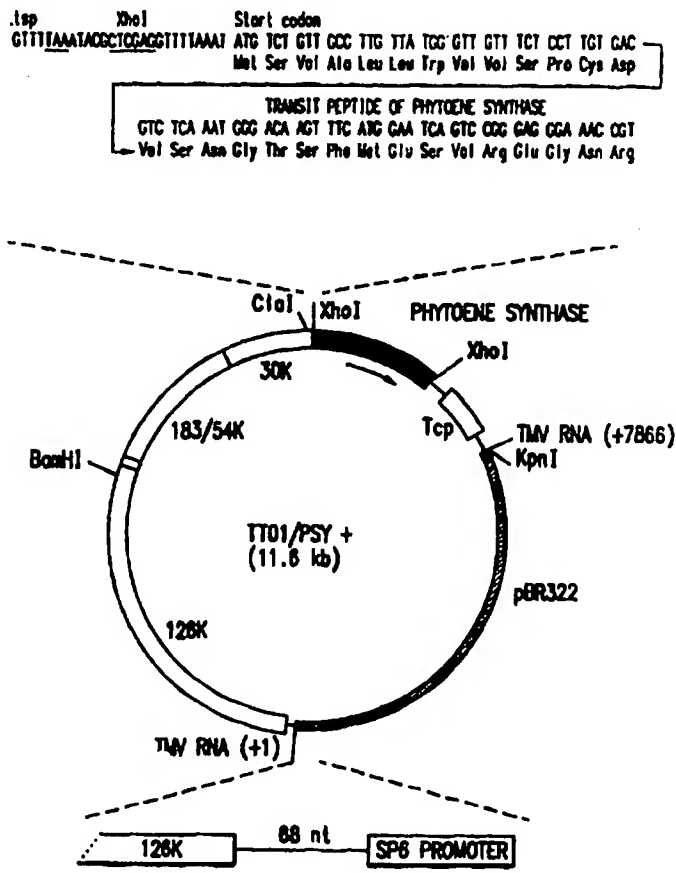 .tsp XhoI Start codon
GTTTTAAATACGCTCGAGGTTTTAAAT ATG TCT GTT GCC TTG TTA TGG GTT GTT TCT CCT TGT GAC
Met Ser Val Ala Leu Leu Trp Val Val Ser Pro Cys Asp
TRANSIT PEPTIDE OF PHYTOENE SYNTHASE
GTC TCA AAT GGG ACA AGT TTC ATG GAA TCA GTC CGG GAG GGA AAC CGT
Val Ser Asn Gly Thr Ser Phe Met Glu Ser Val Arg Glu Gly Asn Arg
ClaI XhoI PHYTOENE SYNTHASE
XhoI
30K
Tcp
183/54K
TMV RNA (+7866)
KpnI
BamHI
TTO1/PSY +
(11.6 kb)
pBR322
126K
TMV RNA (+1)
68 nt
126K SP6 PROMOTER